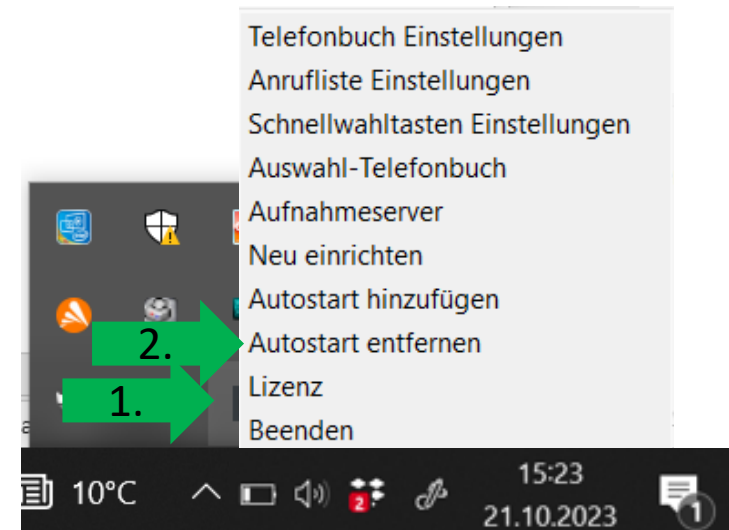 Telefonbuch Einstellungen
Anrufliste Einstellungen
Schnellwahltasten Einstellungen
Auswahl-Telefonbuch
Aufnahmeserver
Neu einrichten
Autostart hinzufügen
2.
Autostart entfernen
1.
Lizenz
Beenden
10°C
2
15:23
21.10.2023
1